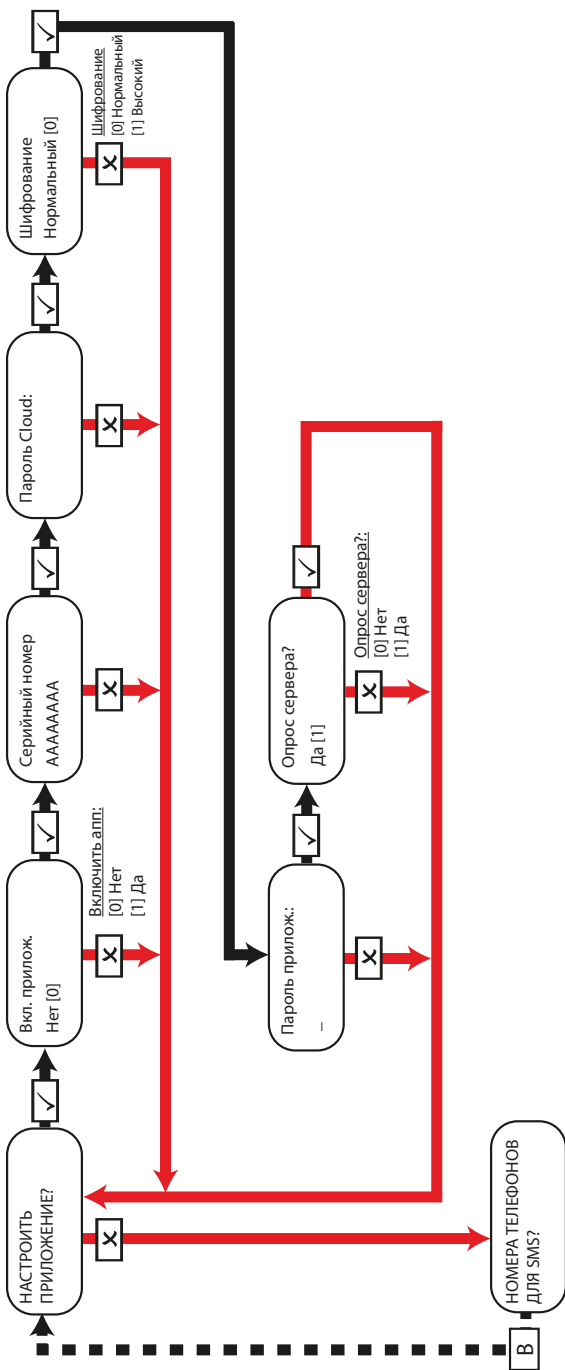 НАСТРОИТЬ
ПРИЛОЖЕНИЕ?
Вкл. прилож.
Нет [0]
Включить апп:
[0] Нет
[1] Да
Серийный номер
АААААААА
Пароль Cloud:
Шифрование
Нормальный [0]
Шифрование
[0] Нормальный
[1] Высокий
Пароль прилож.:
_
Опрос сервера?
Да [1]
Опрос сервера?:
[0] Нет
[1] Да
НОМЕРА ТЕЛЕФОНОВ
ДЛЯ SMS?
B